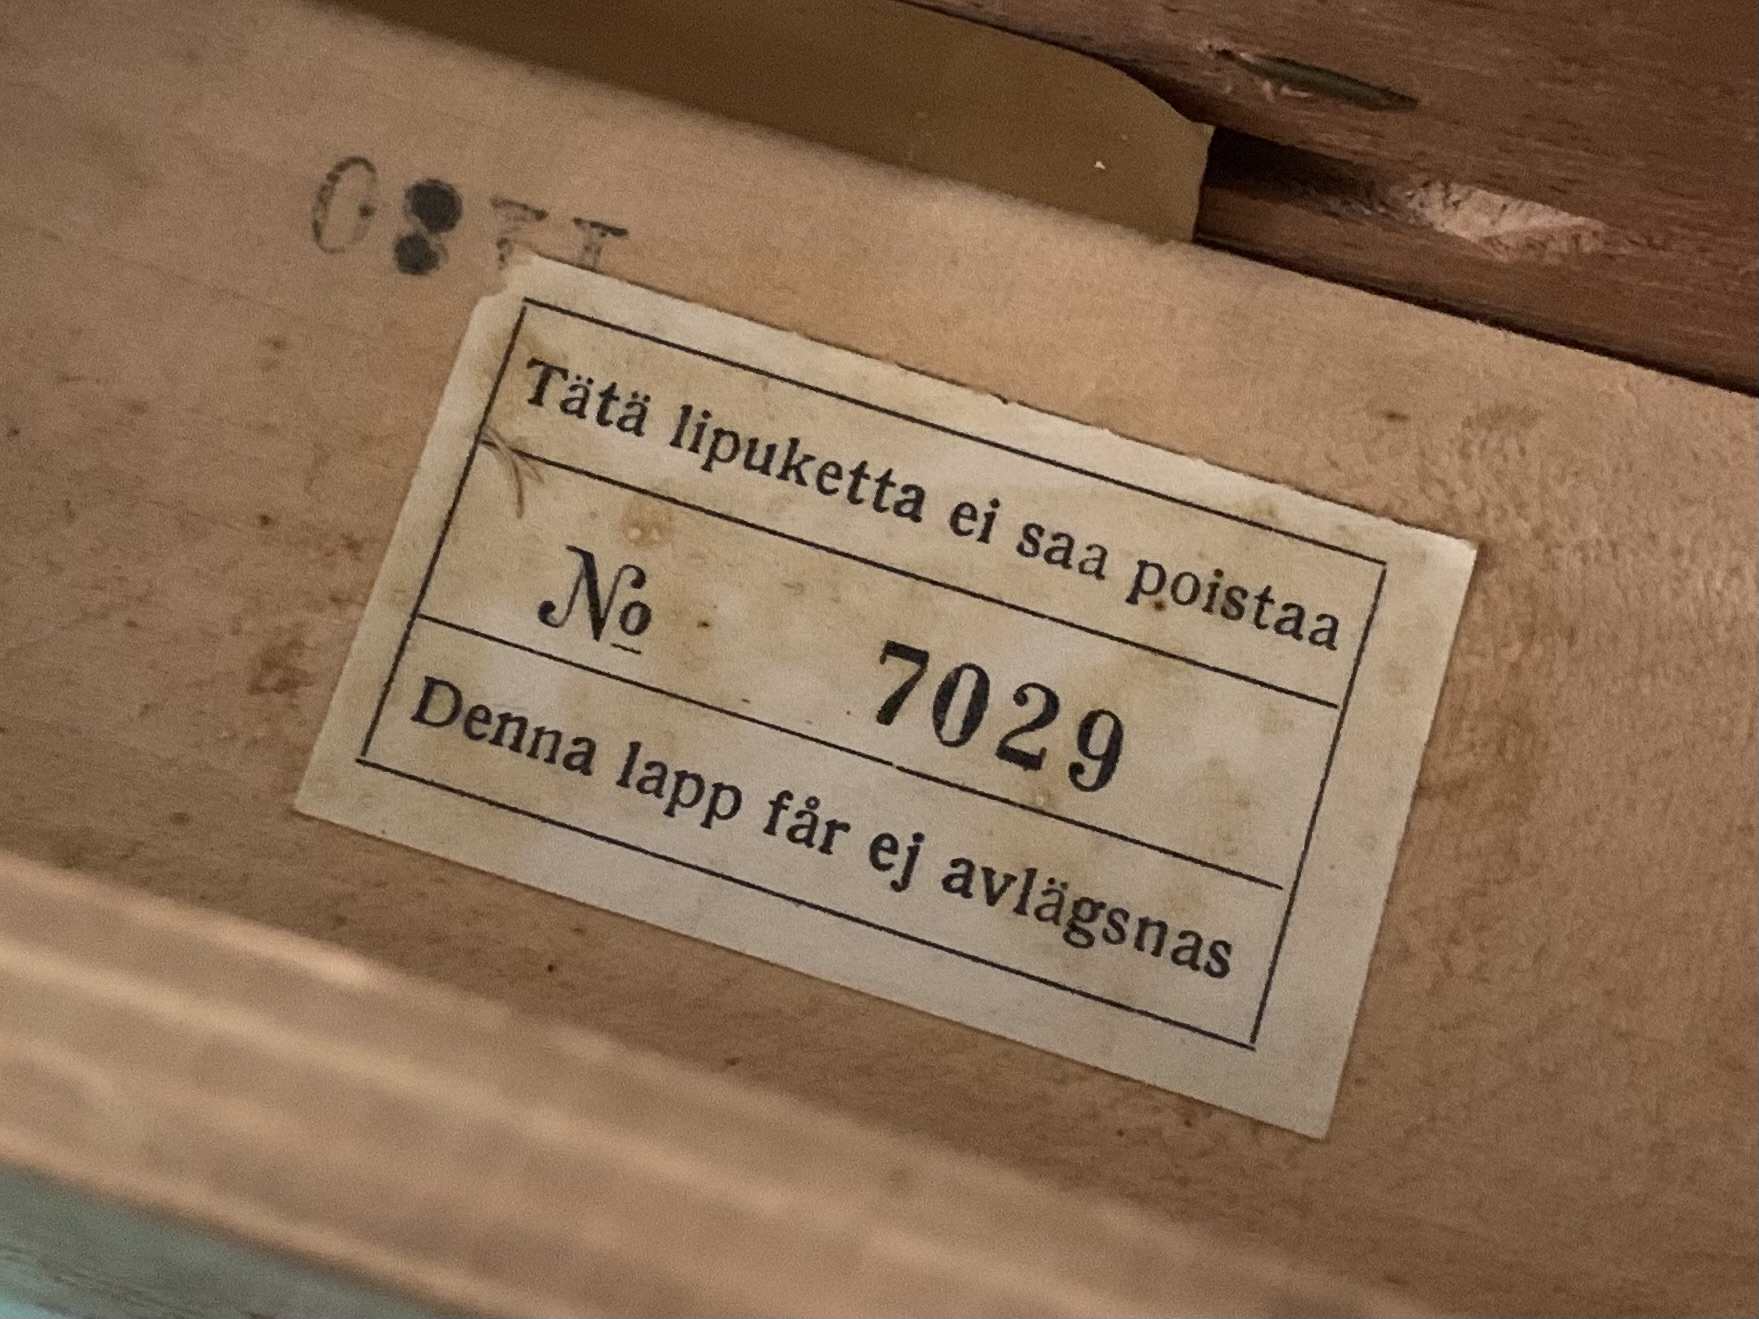 Tätä lipuketta ei saa poistaa
No 7029
Denna lapp får ej avlägsnas